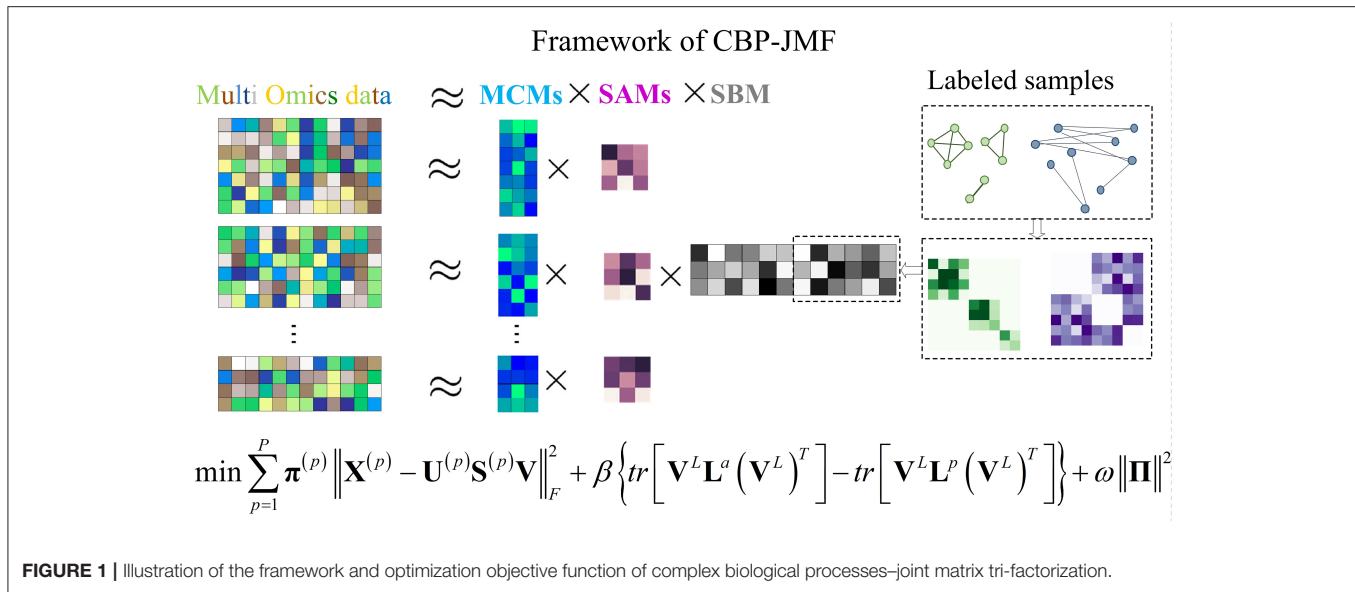 Framework of CBP-JMF
Multi Omics data ≈ MCMs × SAMs × SBM
Labeled samples
≈ ×
≈ × ×
⋮ ⋮
≈ ×
min ∑_{p=1}^{P} π^{(p)} ‖X^{(p)} − U^{(p)}S^{(p)}V‖_F^2 + β{tr[V^L L^a (V^L)^T] − tr[V^L L^p (V^L)^T]} + ω‖Π‖^2
FIGURE 1 | Illustration of the framework and optimization objective function of complex biological processes–joint matrix tri-factorization.